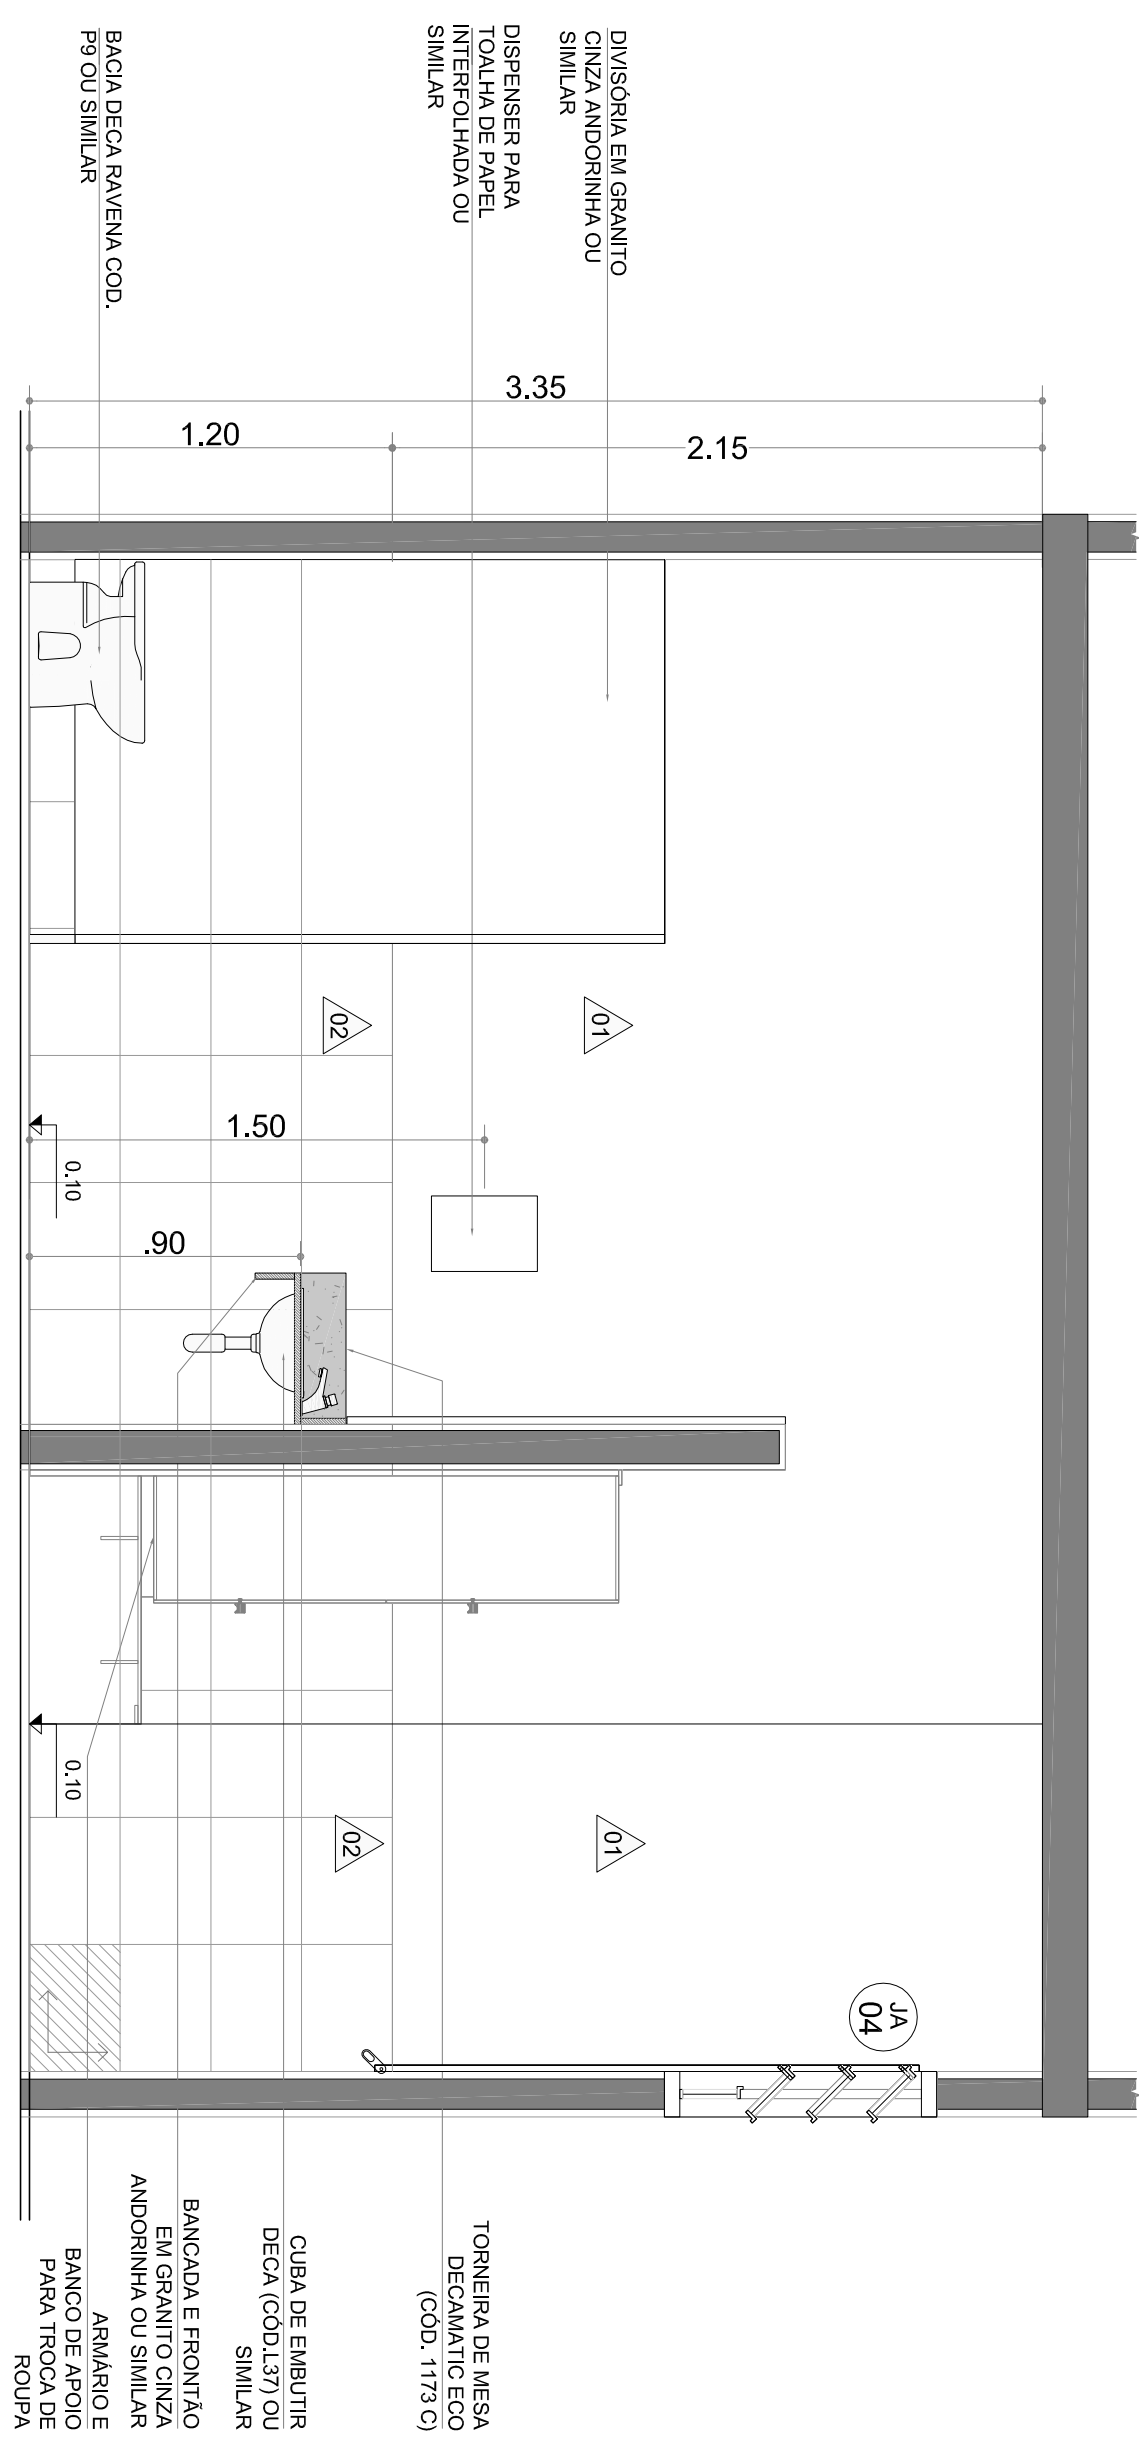 DIVISÓRIA EM GRANITO
CINZA ANDORINHA OU
SIMILAR
DISPENSER PARA
TOALHA DE PAPEL
INTERFOLHADA OU
SIMILAR
BACIA DECA RAVENA COD.
P9 OU SIMILAR
3.35
1.20
2.15
01
02
1.50
0.10
.90
0.10
01
02
JA
04
TORNEIRA DE MESA
DECAMATIC ECO
(CÓD. 1173 C)
CUBA DE EMBUTIR
DECA (CÓD.L37) OU
SIMILAR
BANCADA E FRONTÃO
EM GRANITO CINZA
ANDORINHA OU SIMILAR
ARMÁRIO E
BANCO DE APOIO
PARA TROCA DE
ROUPA